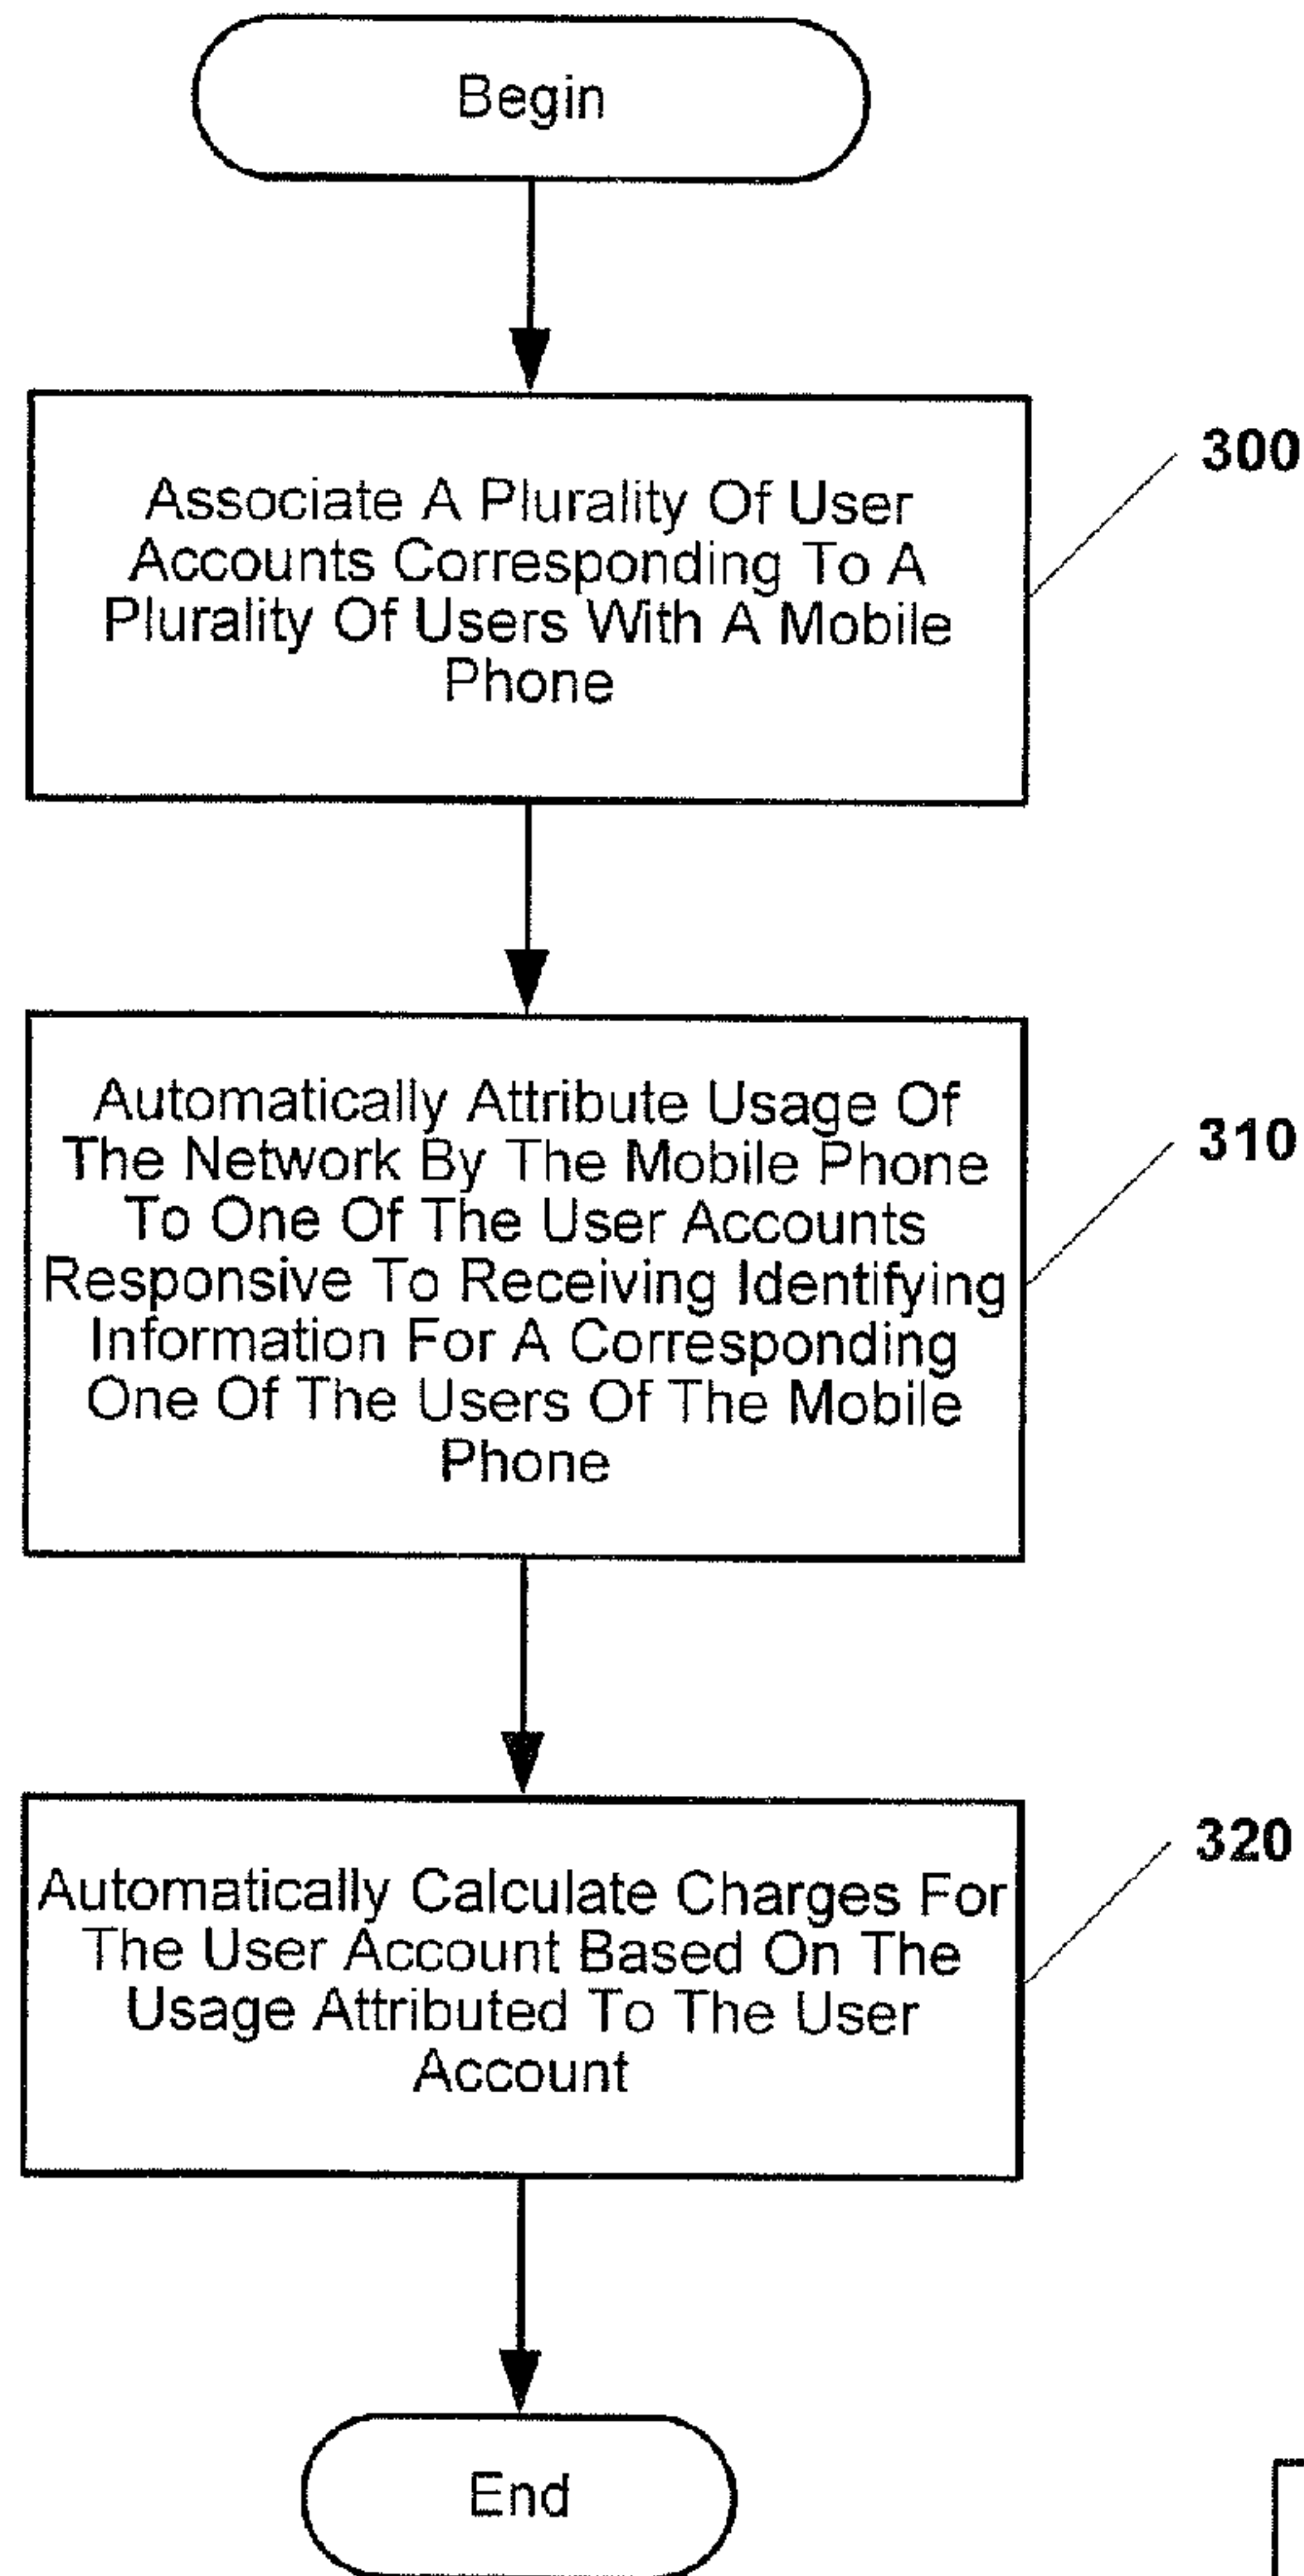 Begin
300
Associate A Plurality Of User
Accounts Corresponding To A
Plurality Of Users With A Mobile
Phone
310
Automatically Attribute Usage Of
The Network By The Mobile Phone
To One Of The User Accounts
Responsive To Receiving Identifying
Information For A Corresponding
One Of The Users Of The Mobile
Phone
320
Automatically Calculate Charges For
The User Account Based On The
Usage Attributed To The User
Account
End